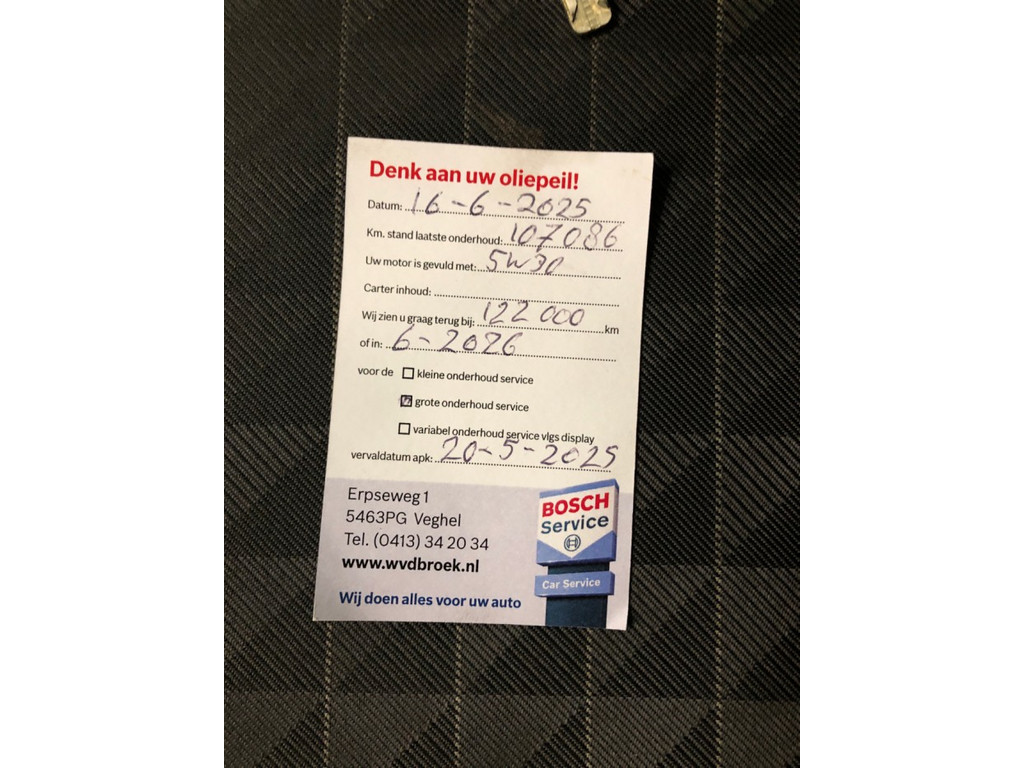 Denk aan uw oliepeil!
Datum: 16-6-2025
Km. stand laatste onderhoud: 107086
Uw motor is gevuld met: 5W30
Carter inhoud:
Wij zien u graag terug bij: 122 000 km
of in: 6-2026
voor de kleine onderhoud service
grote onderhoud service
variabel onderhoud service vlgs display
vervaldatum apk: 20-5-2025
Erpseweg 1
5463PG Veghel
Tel. (0413) 34 20 34
www.wvdbroek.nl
Wij doen alles voor uw auto
BOSCH
Service
Car Service